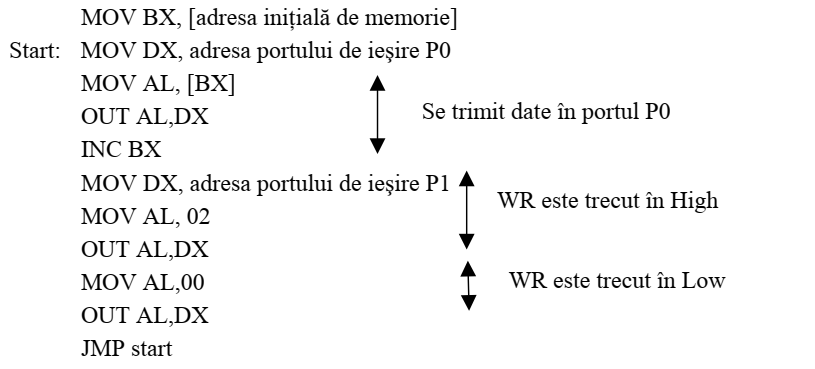 MOV BX, [adresa inițială de memorie]
Start: MOV DX, adresa portului de ieşire P0
MOV AL, [BX]
OUT AL,DX
Se trimit date în portul P0
INC BX
MOV DX, adresa portului de ieşire P1
MOV AL, 02
WR este trecut în High
OUT AL,DX
MOV AL,00
WR este trecut în Low
OUT AL,DX
JMP start